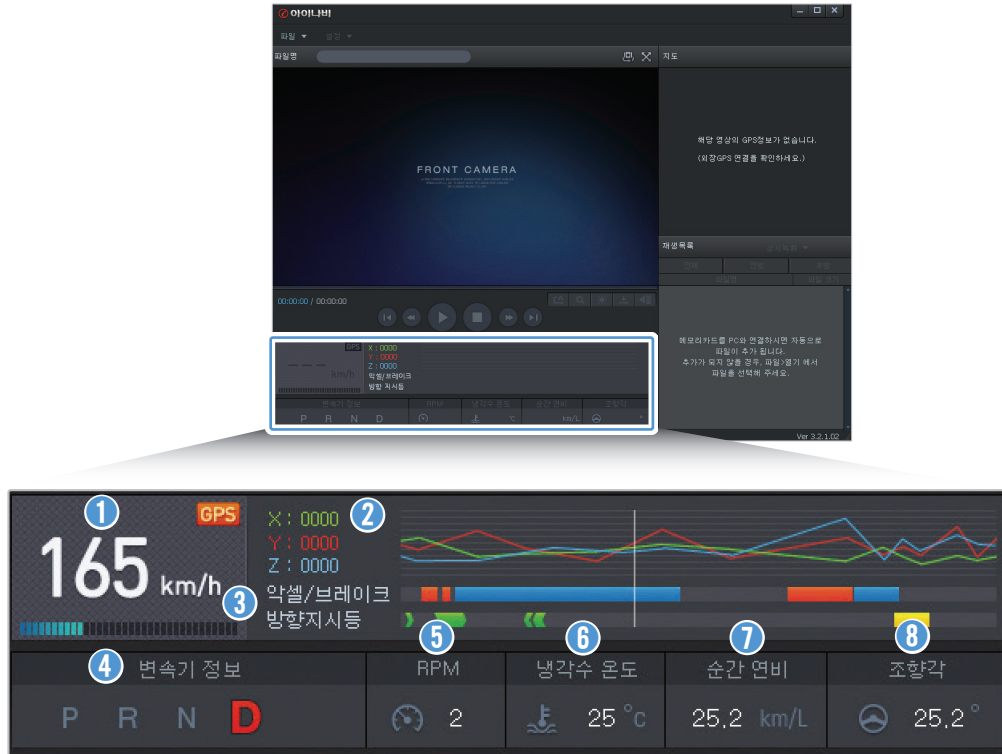 아이나비
파일 설정
파일명
지도
해당 영상의 GPS정보가 없습니다.
(외장GPS 연결을 확인하세요.)
FRONT CAMERA
재생목록
전체
파일명
00:00:00 / 00:00:00
메모리카드를 PC와 연결하시면 자동으로
파일이 추가 됩니다.
추가가 되지 않을 경우, 파일>열기 에서
파일을 선택해 주세요.
GPS
X : 0000
Y : 0000
Z : 0000
--- km/h
악셀/브레이크
방향 지시등
변속기 정보 RPM 냉각수 온도 순간 연비 조향각
P R N D °C km/L °
Ver 3.2.1.02
1 GPS
165 km/h
2
X : 0000
Y : 0000
Z : 0000
3 악셀/브레이크
방향지시등
4 변속기 정보
P R N D
5 RPM
2
6 냉각수 온도
25 °C
7 순간 연비
25,2 km/L
8 조향각
25,2 °